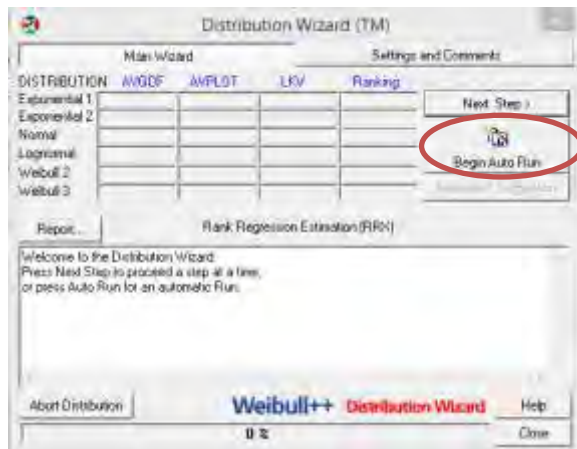 Distribution Wizard (TM)
Main Wizard
Settings and Comments
DISTRIBUTION AVGOF AVPLOT LKV Ranking
Exponential 1
Exponential 2
Normal
Lognormal
Weibull 2
Weibull 3
Next Step >
Begin Auto Run
Report...
Rank Regression Estimation (RRX)
Welcome to the Distribution Wizard
Press Next Step to proceed a step at a time,
or press Auto Run for an automatic Run.
Abort Distribution
Weibull++ Distribution Wizard
Help
0 %
Close